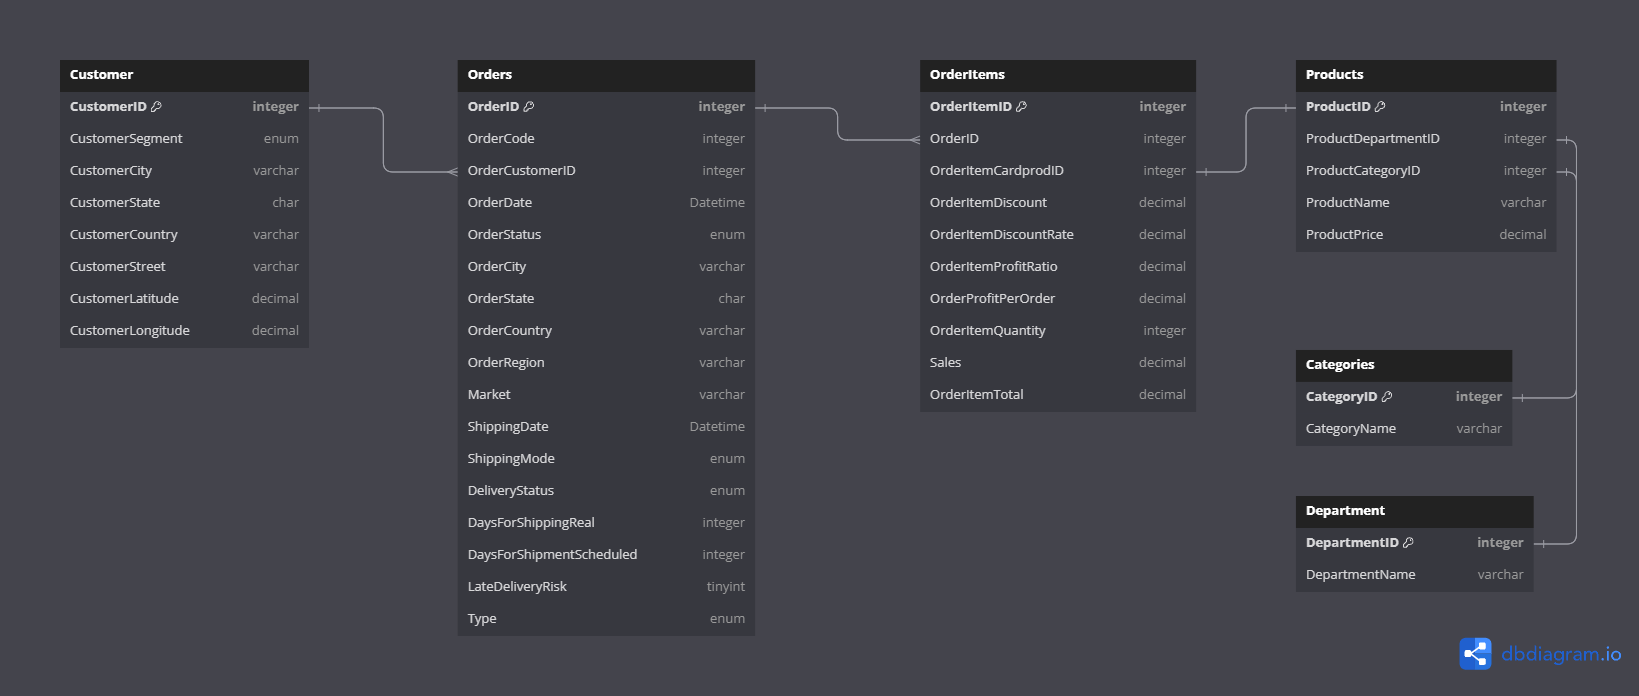 Customer
CustomerID integer
CustomerSegment enum
CustomerCity varchar
CustomerState char
CustomerCountry varchar
CustomerStreet varchar
CustomerLatitude decimal
CustomerLongitude decimal
Orders
OrderID integer
OrderCode integer
OrderCustomerID integer
OrderDate Datetime
OrderStatus enum
OrderCity varchar
OrderState char
OrderCountry varchar
OrderRegion varchar
Market varchar
ShippingDate Datetime
ShippingMode enum
DeliveryStatus enum
DaysForShippingReal integer
DaysForShipmentScheduled integer
LateDeliveryRisk tinyint
Type enum
OrderItems
OrderItemID integer
OrderID integer
OrderItemCardprodID integer
OrderItemDiscount decimal
OrderItemDiscountRate decimal
OrderItemProfitRatio decimal
OrderProfitPerOrder decimal
OrderItemQuantity integer
Sales decimal
OrderItemTotal decimal
Products
ProductID integer
ProductDepartmentID integer
ProductCategoryID integer
ProductName varchar
ProductPrice decimal
Categories
CategoryID integer
CategoryName varchar
Department
DepartmentID integer
DepartmentName varchar
dbdiagram.io